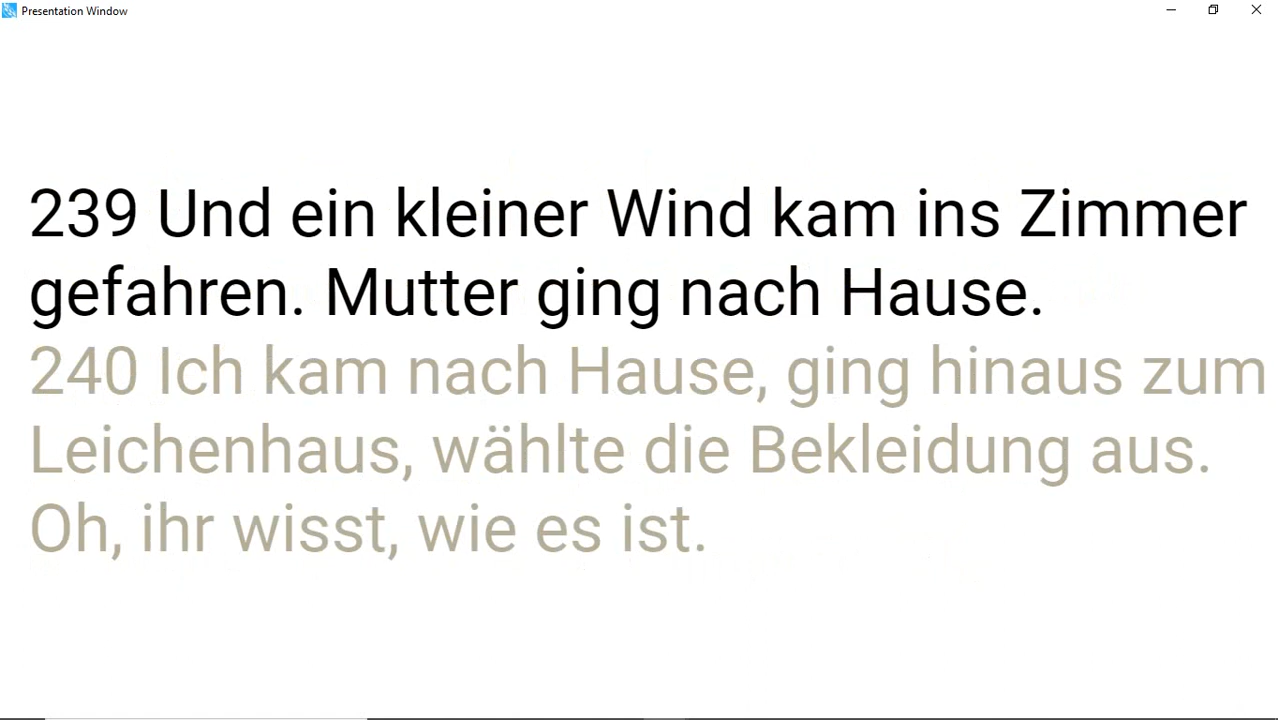 Presentation Window
239 Und ein kleiner Wind kam ins Zimmer
gefahren. Mutter ging nach Hause.
240 Ich kam nach Hause, ging hinaus zum
Leichenhaus, wählte die Bekleidung aus.
Oh, ihr wisst, wie es ist.